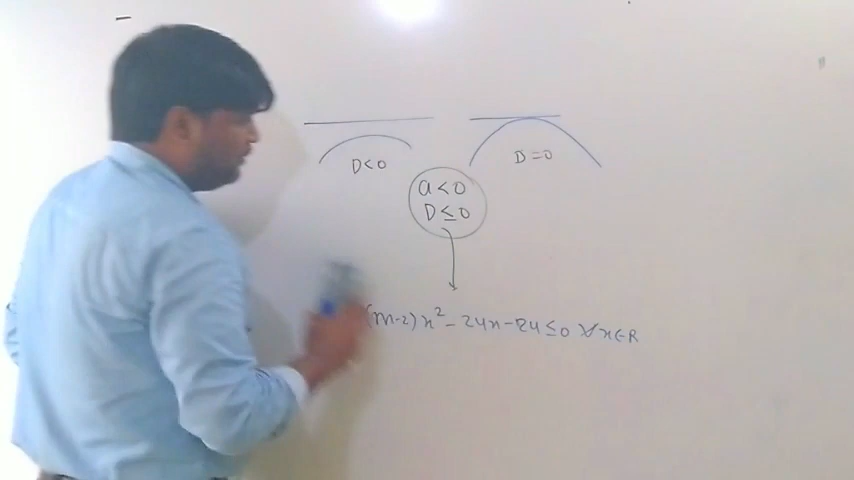 D<0
D=0
a<0
D≤0
(m-2)x² - 24x - 24 ≤ 0 ∀ x∈R